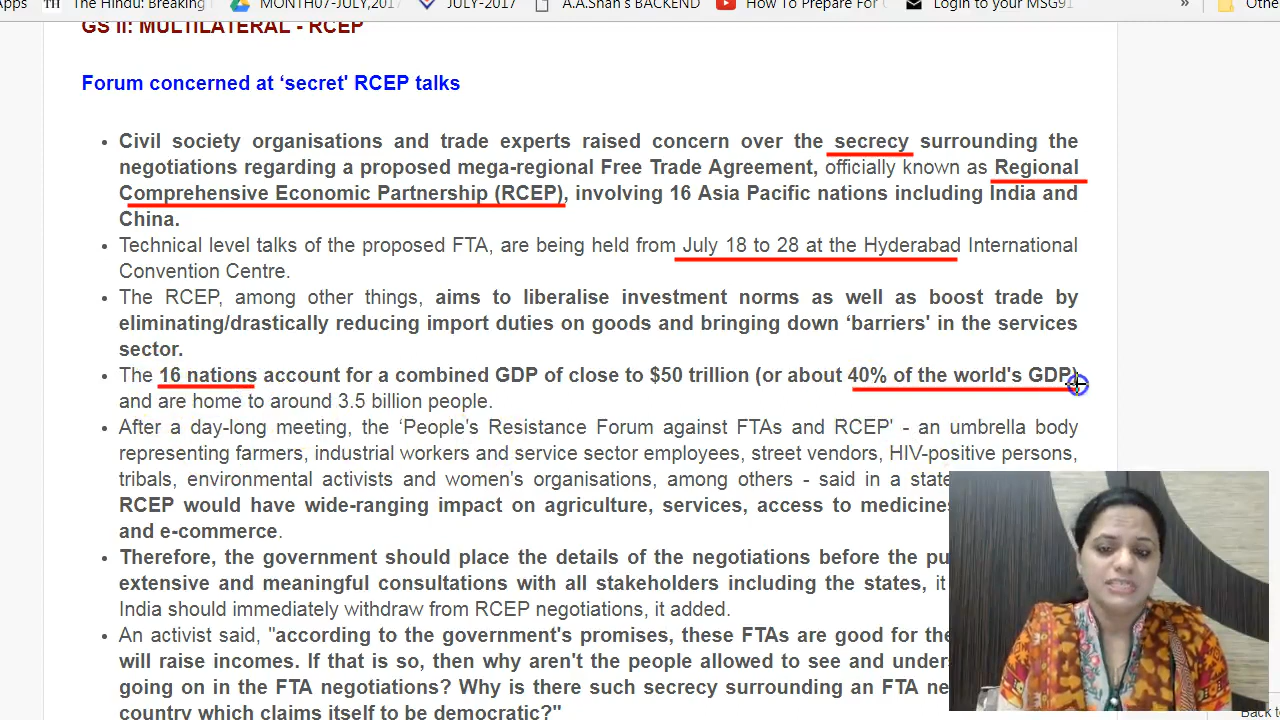 Apps TH The Hindu: Breaking MONTH07-JULY,2017 JULY-2017 A.A.Shah's BACKEND How To Prepare For Login to your MSG91 »
GS II: MULTILATERAL - RCEP
Forum concerned at ‘secret' RCEP talks
• Civil society organisations and trade experts raised concern over the secrecy surrounding the
negotiations regarding a proposed mega-regional Free Trade Agreement, officially known as Regional
Comprehensive Economic Partnership (RCEP), involving 16 Asia Pacific nations including India and
China.
• Technical level talks of the proposed FTA, are being held from July 18 to 28 at the Hyderabad International
Convention Centre.
• The RCEP, among other things, aims to liberalise investment norms as well as boost trade by
eliminating/drastically reducing import duties on goods and bringing down ‘barriers' in the services
sector.
• The 16 nations account for a combined GDP of close to $50 trillion (or about 40% of the world's GDP)
and are home to around 3.5 billion people.
• After a day-long meeting, the ‘People's Resistance Forum against FTAs and RCEP' - an umbrella body
representing farmers, industrial workers and service sector employees, street vendors, HIV-positive persons,
tribals, environmental activists and women's organisations, among others - said in a state
RCEP would have wide-ranging impact on agriculture, services, access to medicines
and e-commerce.
• Therefore, the government should place the details of the negotiations before the pu
extensive and meaningful consultations with all stakeholders including the states, it
India should immediately withdraw from RCEP negotiations, it added.
• An activist said, "according to the government's promises, these FTAs are good for the
will raise incomes. If that is so, then why aren't the people allowed to see and unders
going on in the FTA negotiations? Why is there such secrecy surrounding an FTA ne
country which claims itself to be democratic?"
Back to